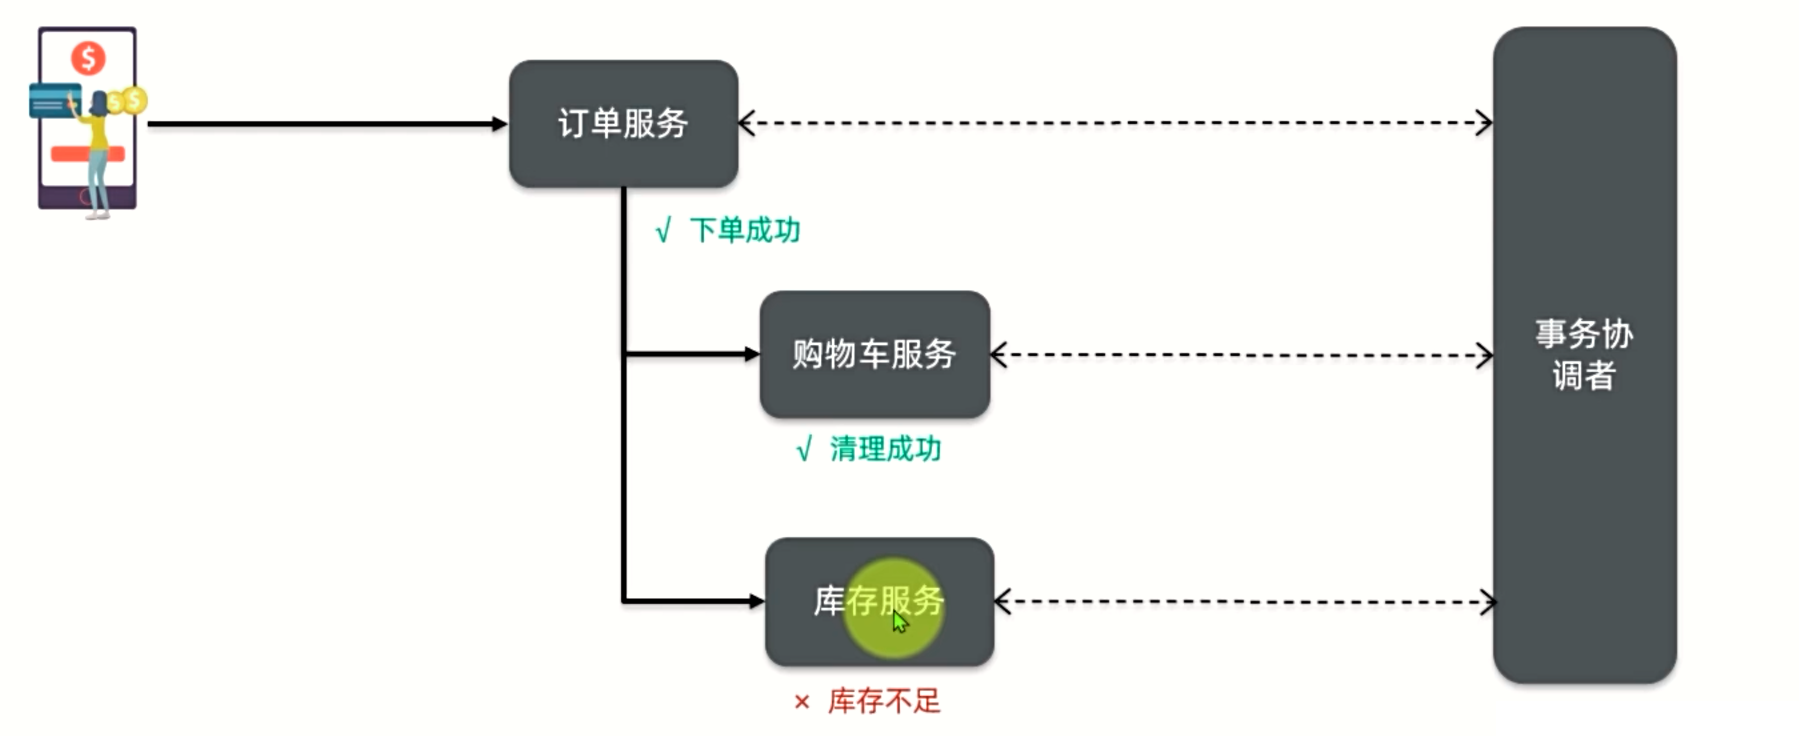 $
$
$
订单服务
√ 下单成功
购物车服务
√ 清理成功
事务协
调者
库存服务
× 库存不足